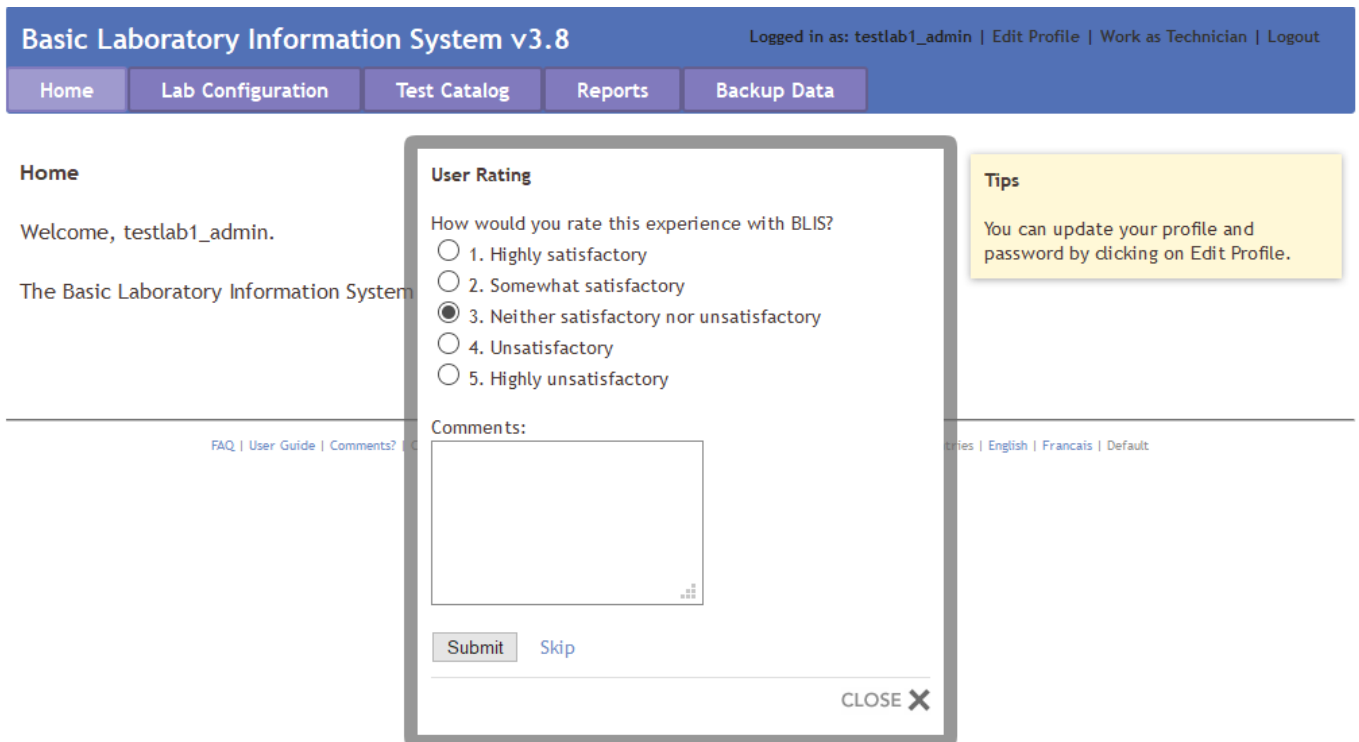 Basic Laboratory Information System v3.8
Logged in as: testlab1_admin | Edit Profile | Work as Technician | Logout
Home
Lab Configuration
Test Catalog
Reports
Backup Data
Home
Welcome, testlab1_admin.
The Basic Laboratory Information System
User Rating
How would you rate this experience with BLIS?
1. Highly satisfactory
2. Somewhat satisfactory
3. Neither satisfactory nor unsatisfactory
4. Unsatisfactory
5. Highly unsatisfactory
Comments:
Submit Skip
CLOSE
Tips
You can update your profile and
password by clicking on Edit Profile.
FAQ | User Guide | Comments? | | English | Francais | Default